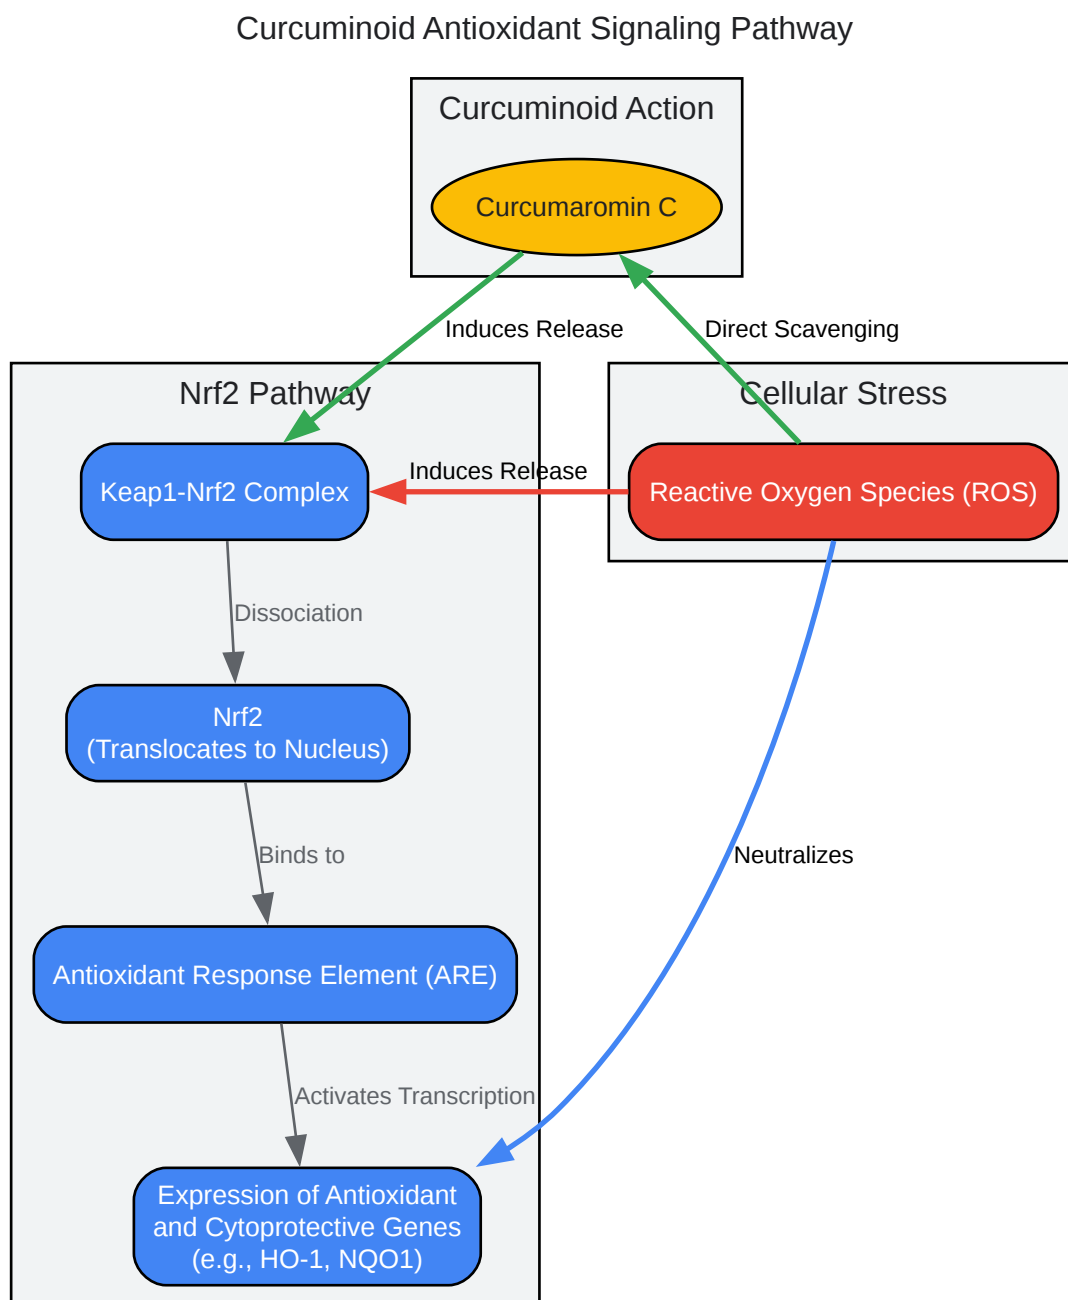 Curcuminoid Antioxidant Signaling Pathway
Curcuminoid Action
Curcumaromin C
Induces Release
Direct Scavenging
Nrf2 Pathway
Cellular Stress
Keap1-Nrf2 Complex
Induces Release
Reactive Oxygen Species (ROS)
Dissociation
Nrf2
(Translocates to Nucleus)
Binds to
Neutralizes
Antioxidant Response Element (ARE)
Activates Transcription
Expression of Antioxidant
and Cytoprotective Genes
(e.g., HO-1, NQO1)